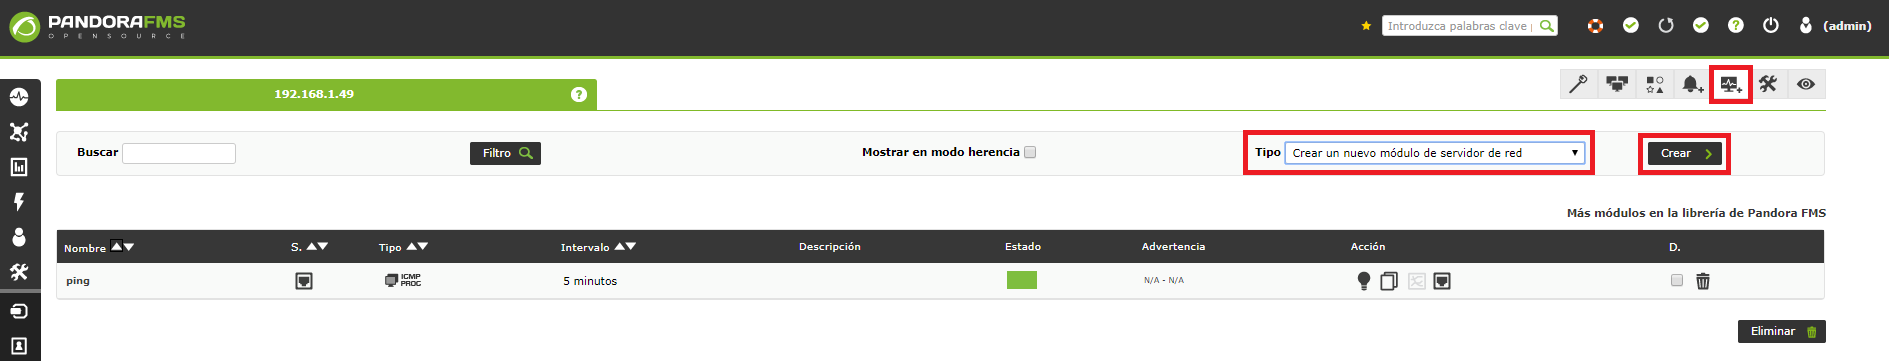 PANDORAFMS
OPENSOURCE
Introduzca palabras clave p
(admin)
192.168.1.49
Buscar
Filtro
Mostrar en modo herencia
Tipo
Crear un nuevo módulo de servidor de red
Crear
Más módulos en la librería de Pandora FMS
Nombre S. Tipo Intervalo Descripción Estado Advertencia Acción D.
ping ICMP PROC 5 minutos N/A - N/A
Eliminar